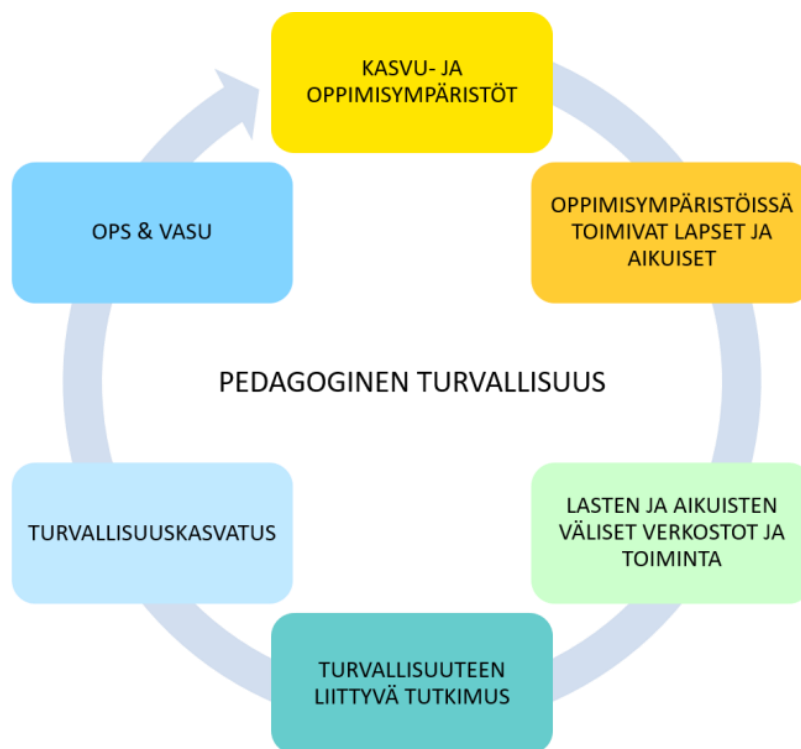 KASVU- JA
OPPIMISYMPÄRISTÖT
OPPIMISYMPÄRISTÖISSÄ
TOIMIVAT LAPSET JA
AIKUISET
LASTEN JA AIKUISTEN
VÄLISET VERKOSTOT JA
TOIMINTA
TURVALLISUUTEEN
LIITTYVÄ TUTKIMUS
TURVALLISUUSKASVATUS
OPS & VASU
PEDAGOGINEN TURVALLISUUS